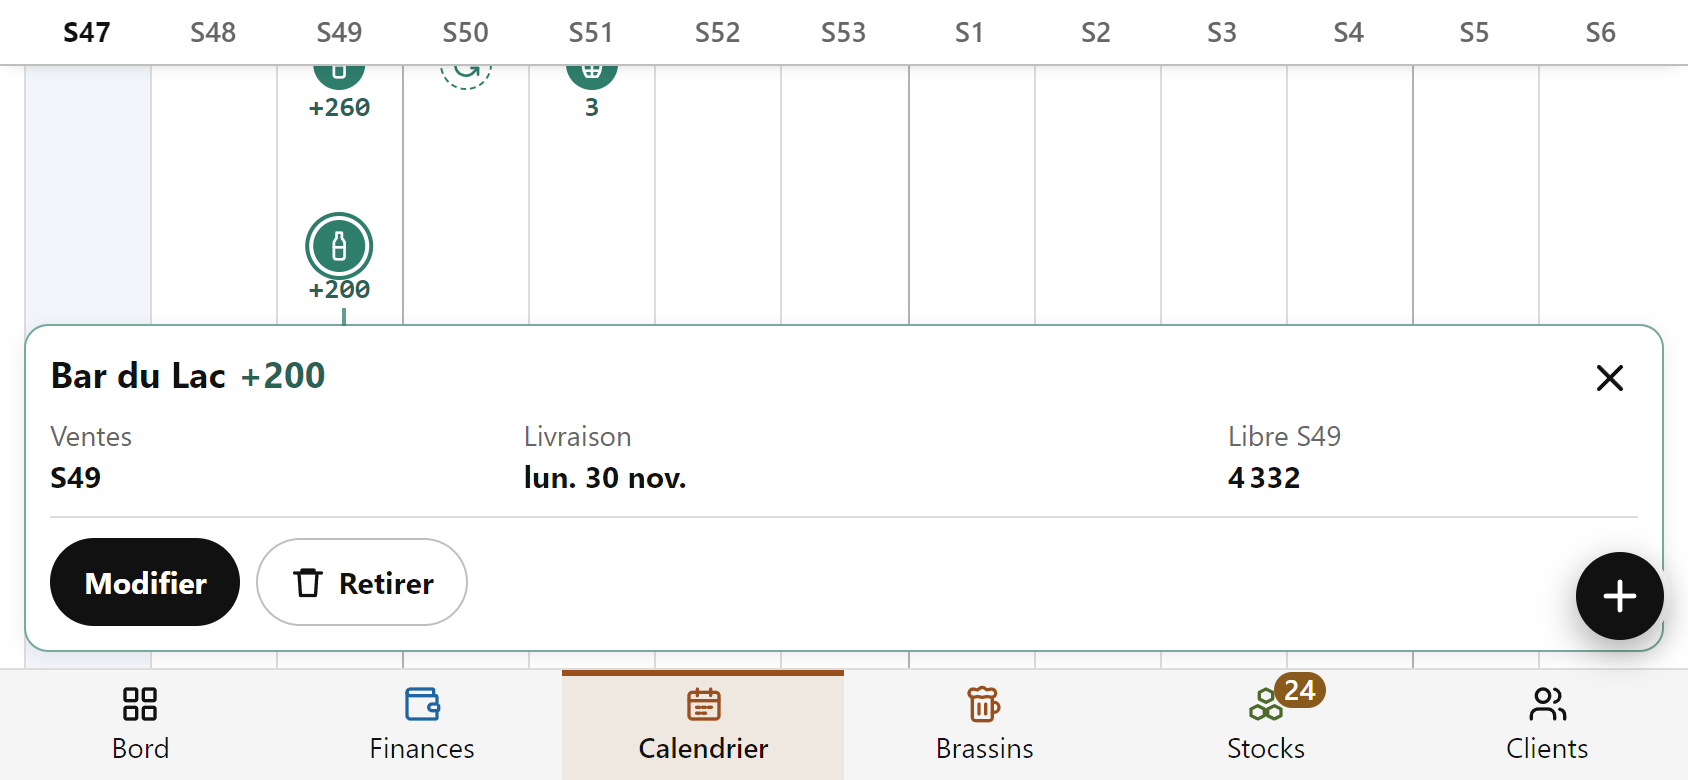 S47 S48 S49 S50 S51 S52 S53 S1 S2 S3 S4 S5 S6
+260 3
+200
Bar du Lac +200
Ventes Livraison Libre S49
S49 lun. 30 nov. 4 332
Modifier Retirer
24
Bord Finances Calendrier Brassins Stocks Clients